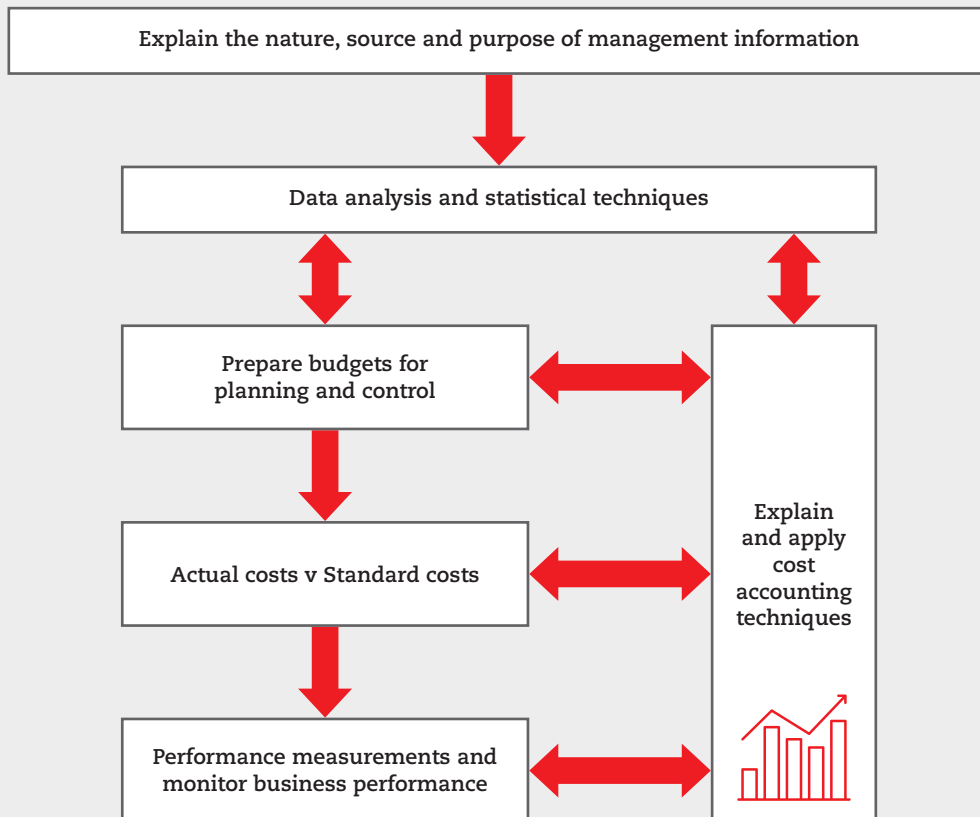 Explain the nature, source and purpose of management information
Data analysis and statistical techniques
Prepare budgets for
planning and control
Actual costs v Standard costs
Performance measurements and
monitor business performance
Explain
and apply
cost
accounting
techniques